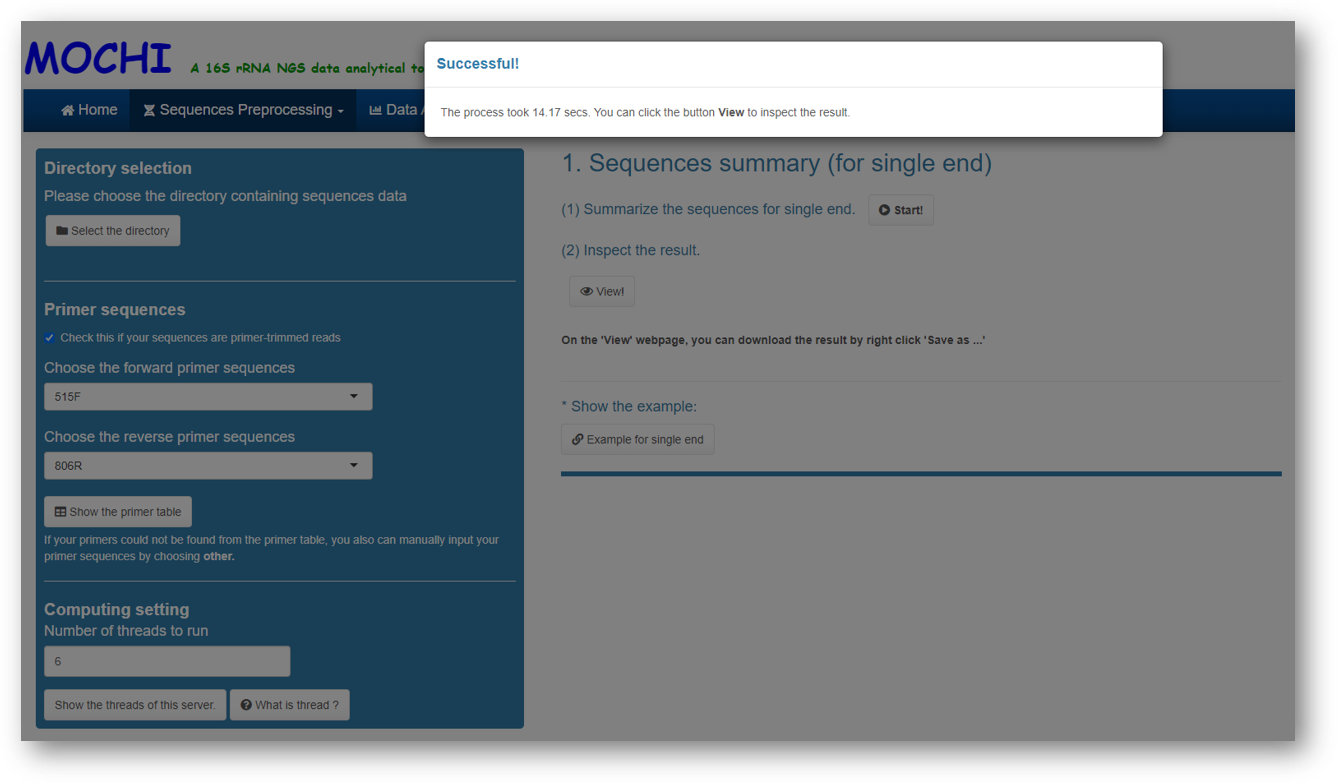 MOCHI
A 16S rRNA NGS data analytical to
Successful!
The process took 14.17 secs. You can click the button View to inspect the result.
Home
Sequences Preprocessing
Data
Directory selection
Please choose the directory containing sequences data
Select the directory
Primer sequences
Check this if your sequences are primer-trimmed reads
Choose the forward primer sequences
515F
Choose the reverse primer sequences
806R
Show the primer table
If your primers could not be found from the primer table, you also can manually input your
primer sequences by choosing other.
Computing setting
Number of threads to run
6
Show the threads of this server.
What is thread ?
1. Sequences summary (for single end)
(1) Summarize the sequences for single end.
Start!
(2) Inspect the result.
View!
On the 'View' webpage, you can download the result by right click 'Save as ...'
* Show the example:
Example for single end